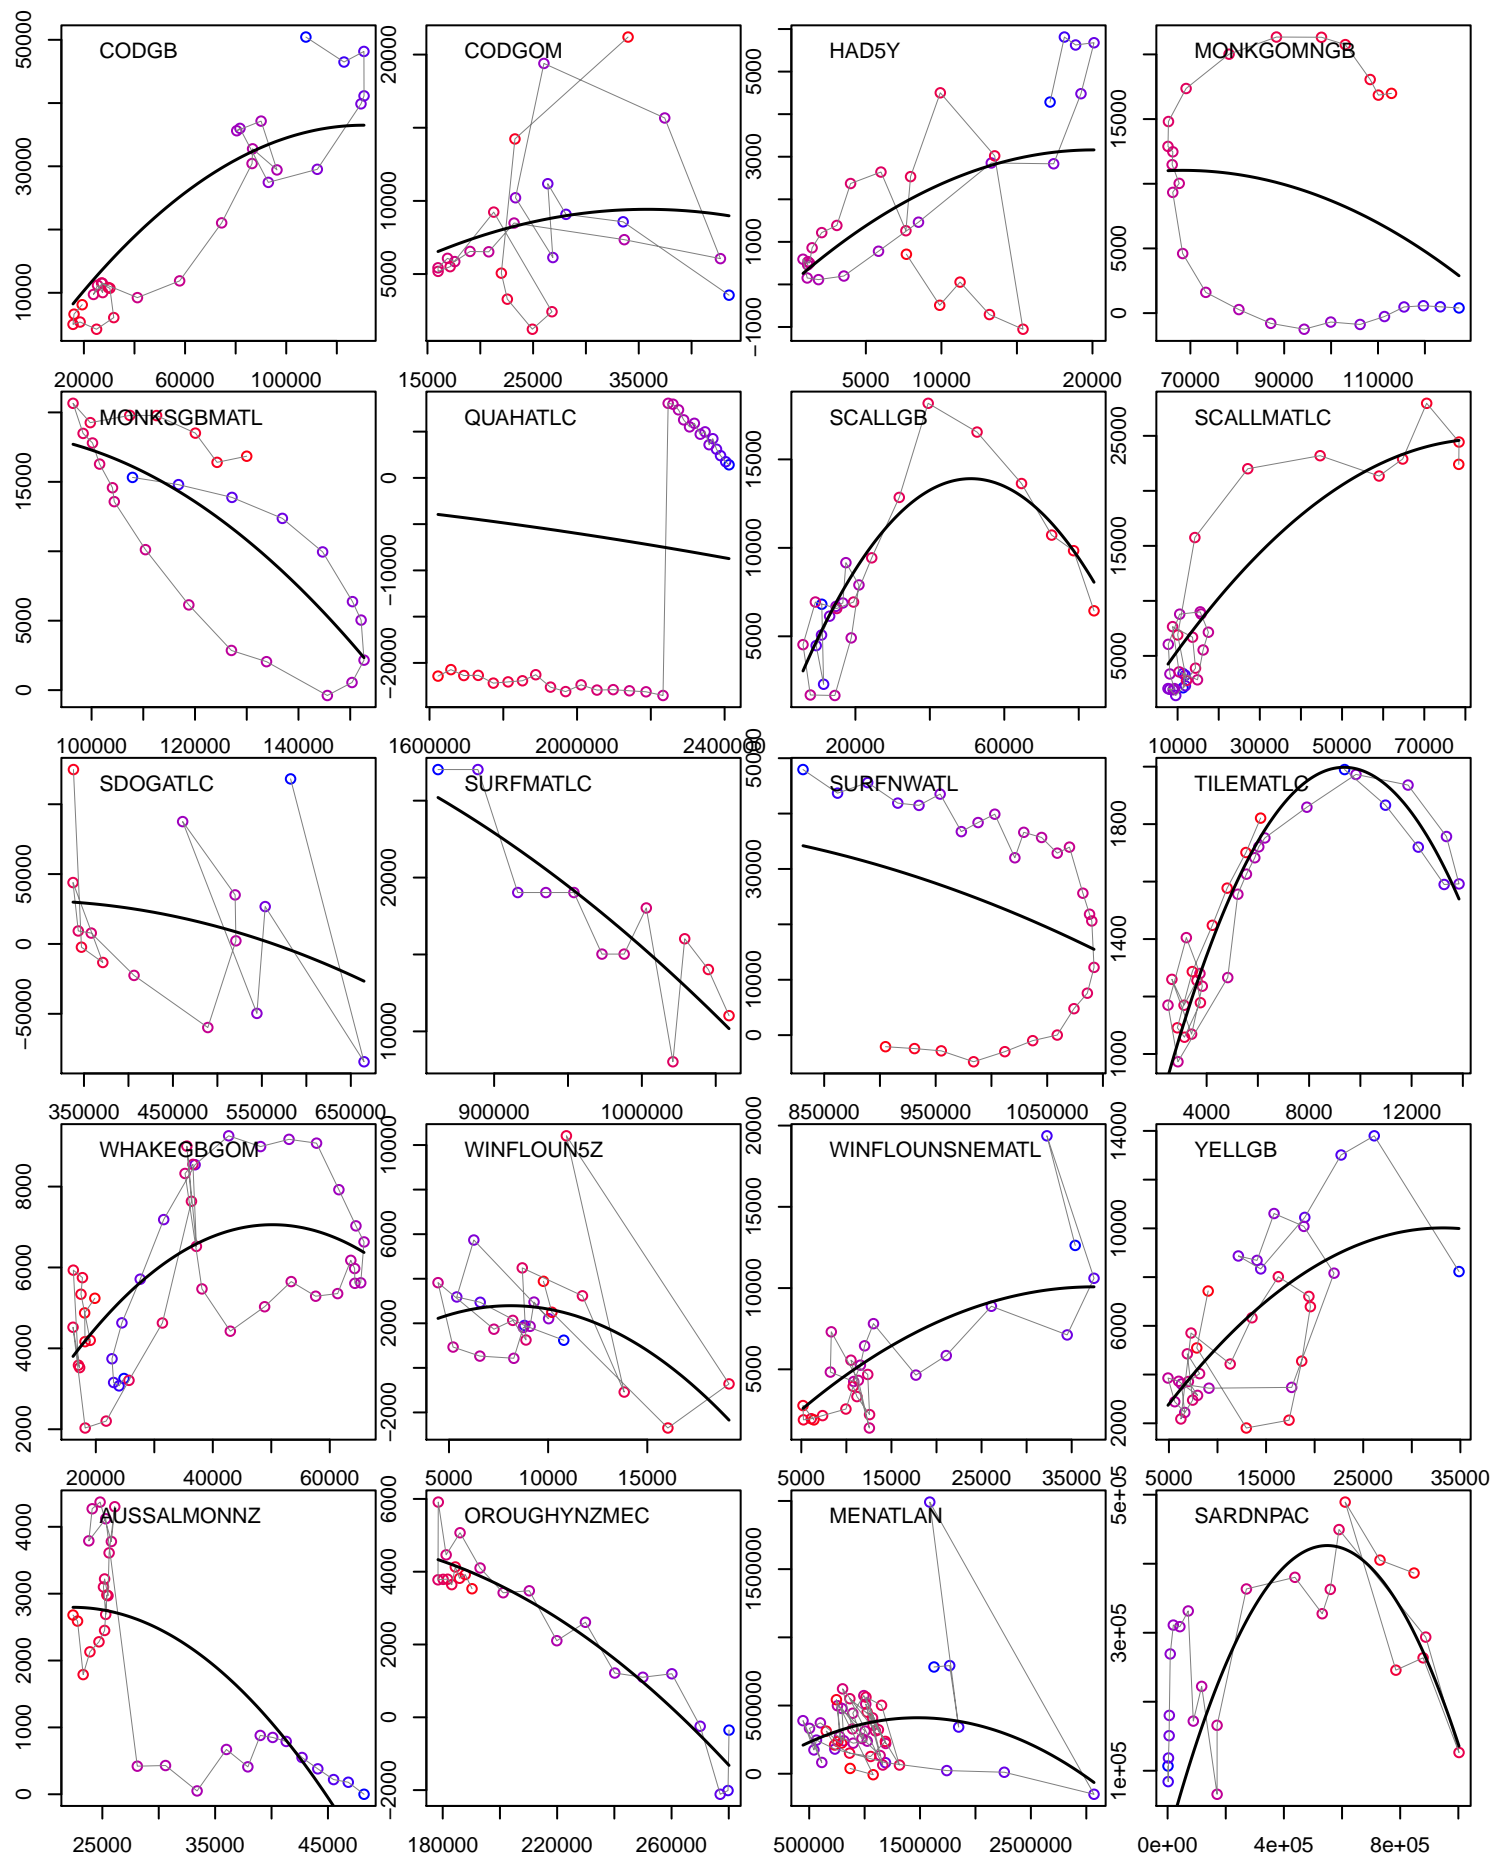 CODGB
CODGOM
HAD5Y
MONKGOMNGB
10000 30000 50000
5000 10000 20000
-1000 1000 3000 5000
0 5000 15000
20000 60000 100000
15000 25000 35000
5000 10000 20000
70000 90000 110000
MONKSGBMATL
QUAHATLC
SCALLGB
SCALLMATLC
0 5000 15000
-20000 -10000 0
5000 10000 15000
5000 15000 25000
100000 120000 140000
1600000 2000000 2400000
20000 60000
10000 30000 50000 70000
SDOGATLC
SURFMATLC
SURFNWATL
TILEMATLC
-50000 0 50000
10000 20000
0 10000 30000 50000
1000 1400 1800
350000 450000 550000 650000
9000000 1000000
850000 950000 1050000
4000 8000 12000
WHAKEGBGOM
WINFLOUN5Z
WINFLOUNSNEMATL
YELLGB
2000 4000 6000 8000
-2000 2000 6000 10000
5000 10000 15000 20000
2000 6000 10000 14000
20000 40000 60000
5000 10000 15000
5000 15000 25000 35000
5000 15000 25000 35000
AUSSALMONNZ
OROUGHYNZMEC
MENATLAN
SARDNPAC
0 1000 2000 3000 4000
-2000 0 2000 4000 6000
0 500000 1500000
1e+05 3e+05 5e+05
25000 35000 45000
180000 220000 260000
500000 1500000 2500000
0e+00 4e+05 8e+05